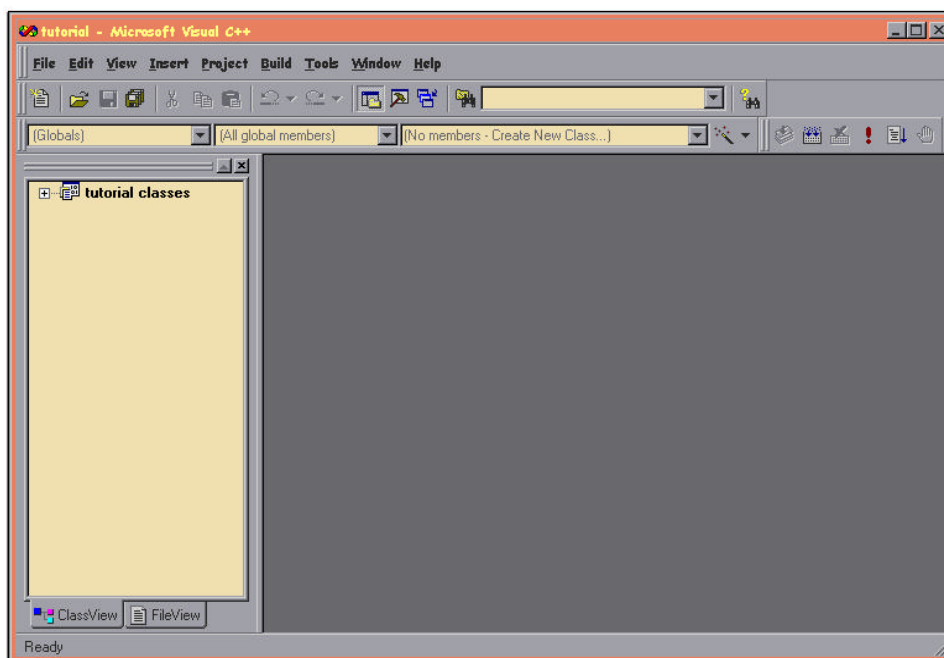 tutorial - Microsoft Visual C++
File Edit View Insert Project Build Tools Window Help
(Globals) (All global members) (No members - Create New Class...)
tutorial classes
ClassView FileView
Ready